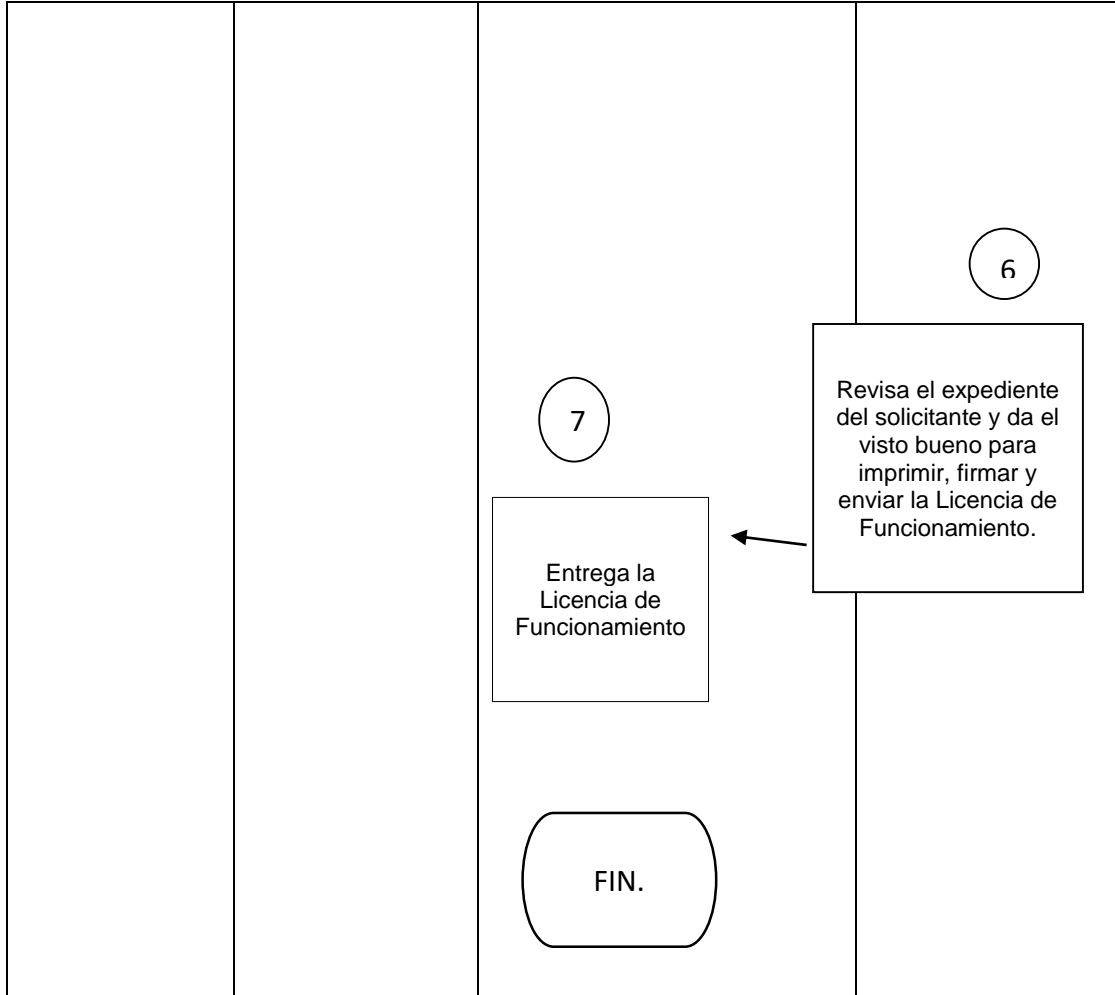 6
Revisa el expediente
del solicitante y da el
visto bueno para
imprimir, firmar y
enviar la Licencia de
Funcionamiento.
7
Entrega la
Licencia de
Funcionamiento
FIN.